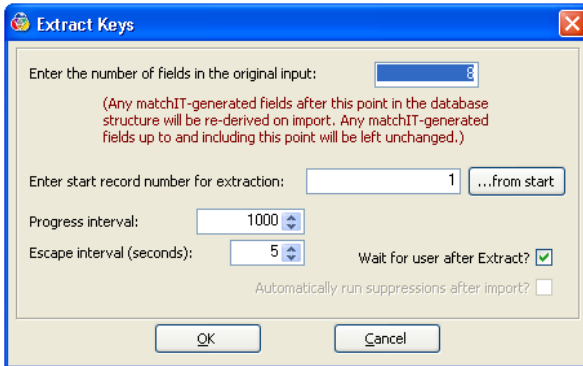 Extract Keys
Enter the number of fields in the original input: 8
(Any matchIT-generated fields after this point in the database
structure will be re-derived on import. Any matchIT-generated
fields up to and including this point will be left unchanged.)
Enter start record number for extraction: 1 ...from start
Progress interval: 1000
Escape interval (seconds): 5 Wait for user after Extract?
Automatically run suppressions after import?
OK Cancel